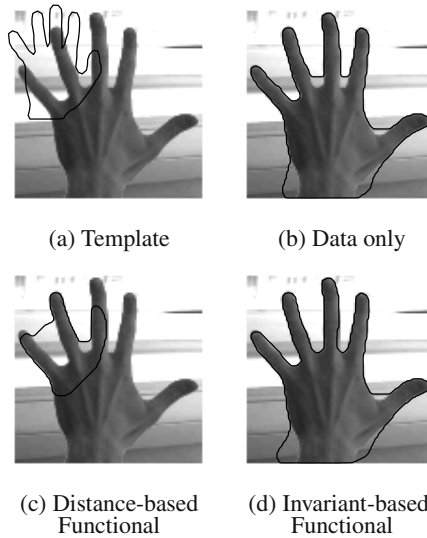 (a) Template
(b) Data only
(c) Distance-based
Functional
(d) Invariant-based
Functional